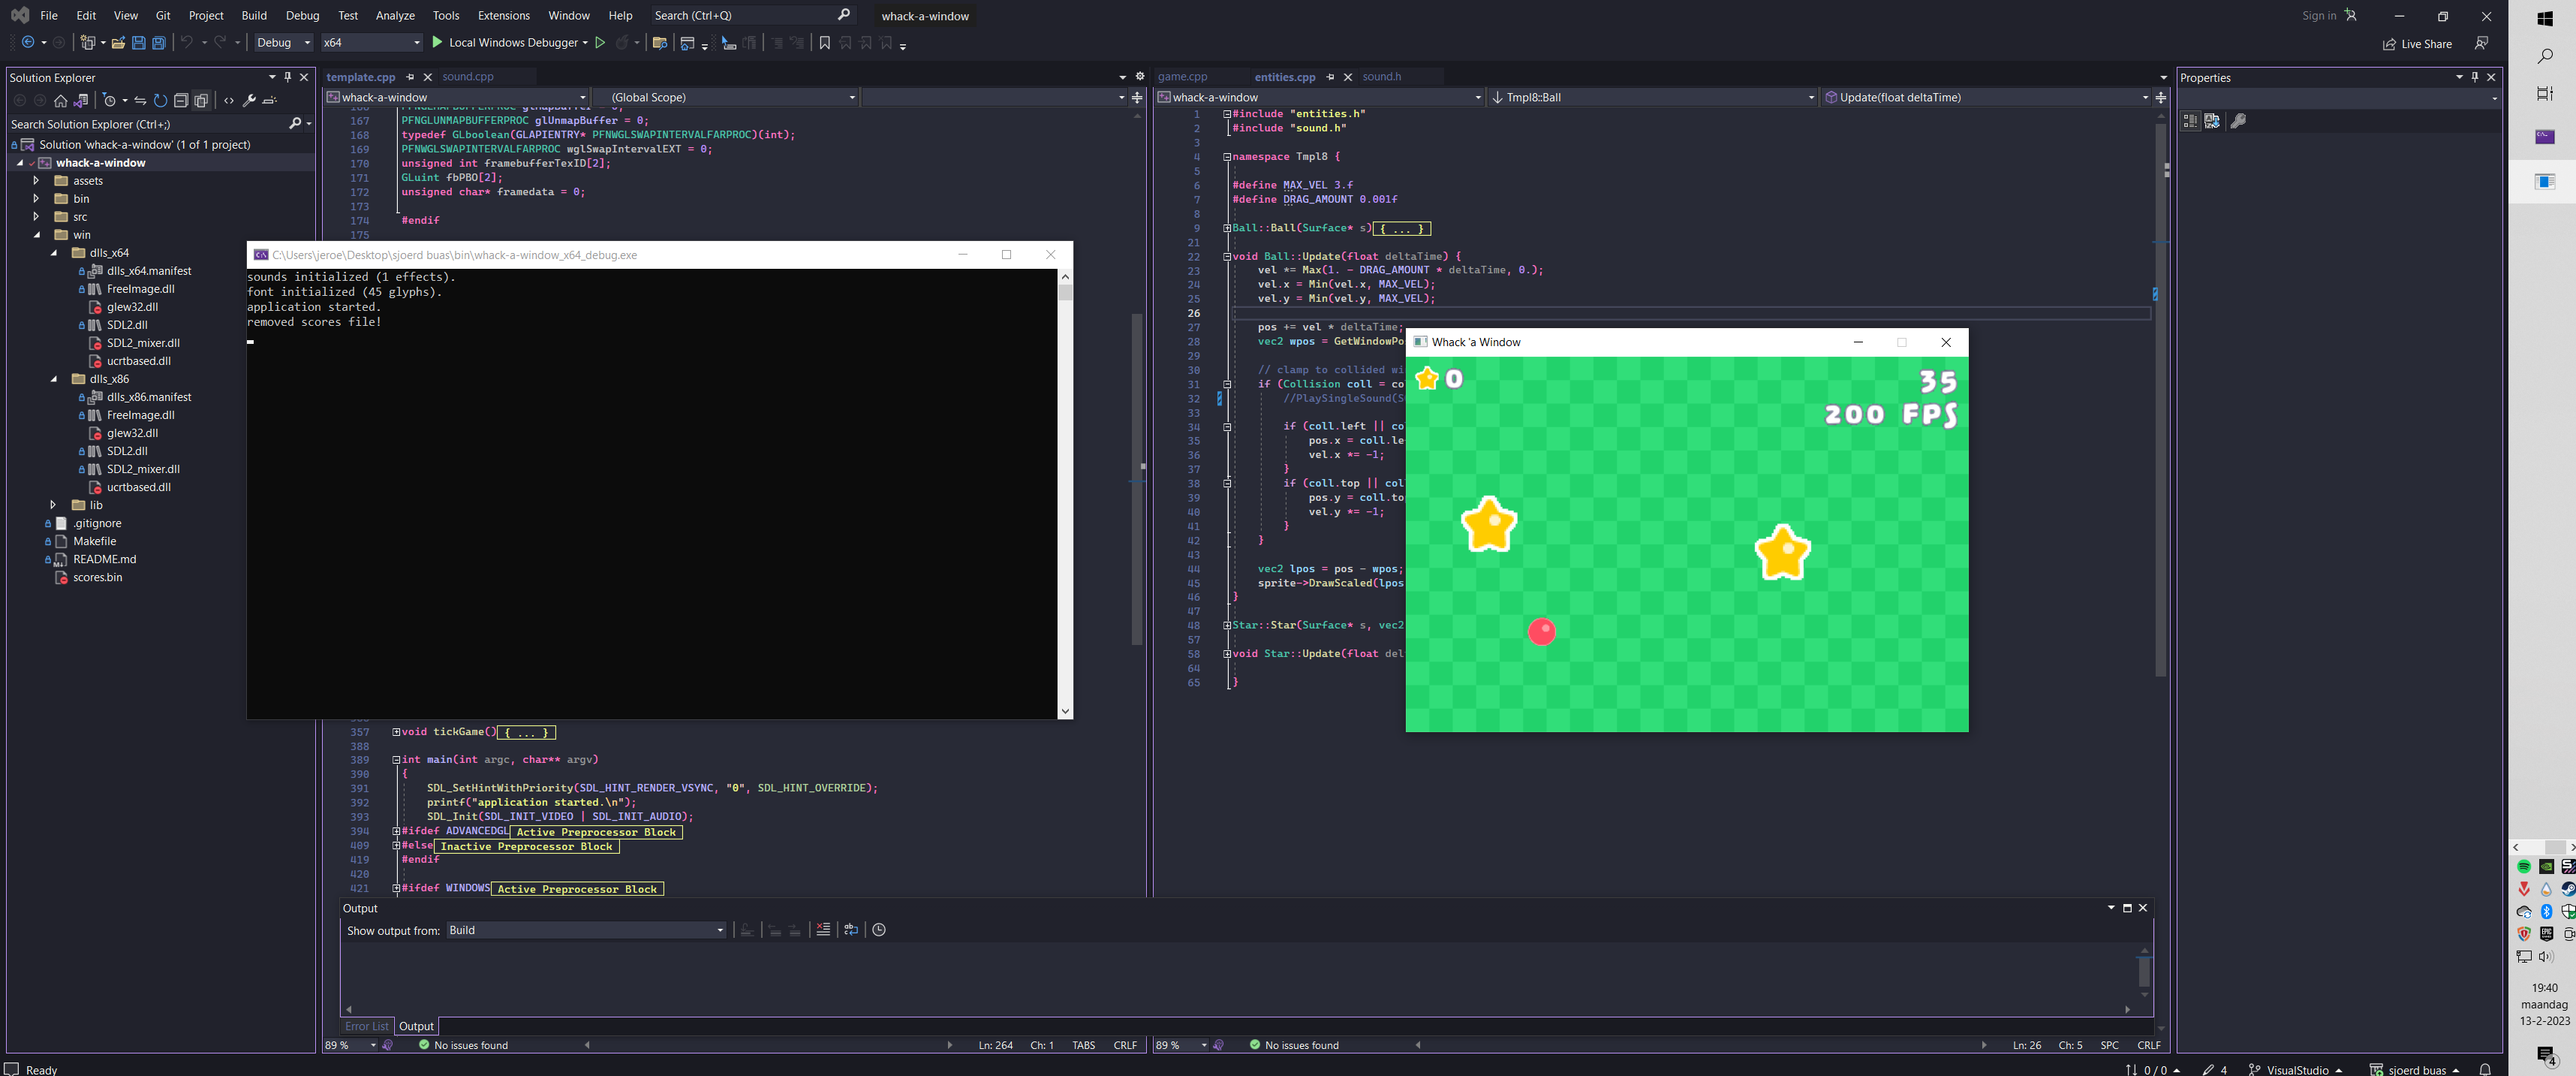 File Edit View Git Project Build Debug Test Analyze Tools Extensions Window Help Search (Ctrl+Q) whack-a-window Sign in
Debug x64 Local Windows Debugger Live Share
Solution Explorer
Search Solution Explorer (Ctrl+;)
Solution 'whack-a-window' (1 of 1 project)
whack-a-window
assets
bin
src
win
dlls_x64
dlls_x64.manifest
FreeImage.dll
glew32.dll
SDL2.dll
SDL2_mixer.dll
ucrtbased.dll
dlls_x86
dlls_x86.manifest
FreeImage.dll
glew32.dll
SDL2.dll
SDL2_mixer.dll
ucrtbased.dll
lib
.gitignore
Makefile
README.md
scores.bin
template.cpp sound.cpp
whack-a-window (Global Scope)
167 PFNGLUNMAPBUFFERPROC glUnmapBuffer = 0;
168 typedef GLboolean(GLAPIENTRY* PFNWGLSWAPINTERVALFARPROC)(int);
169 PFNWGLSWAPINTERVALFARPROC wglSwapIntervalEXT = 0;
170 unsigned int framebufferTexID[2];
171 GLuint fbPBO[2];
172 unsigned char* framedata = 0;
173
174 #endif
175
C:\Users\jeroe\Desktop\sjoerd buas\bin\whack-a-window_x64_debug.exe
sounds initialized (1 effects).
font initialized (45 glyphs).
application started.
removed scores file!
357 void tickGame() { ... }
388
389 int main(int argc, char** argv)
390 {
391 SDL_SetHintWithPriority(SDL_HINT_RENDER_VSYNC, "0", SDL_HINT_OVERRIDE);
392 printf("application started.\n");
393 SDL_Init(SDL_INIT_VIDEO | SDL_INIT_AUDIO);
394 #ifdef ADVANCEDGL Active Preprocessor Block
409 #else Inactive Preprocessor Block
419 #endif
420
421 #ifdef WINDOWS Active Preprocessor Block
game.cpp entities.cpp sound.h
whack-a-window Tmpl8::Ball Update(float deltaTime)
1 #include "entities.h"
2 #include "sound.h"
3
4 namespace Tmpl8 {
5
6 #define MAX_VEL 3.f
7 #define DRAG_AMOUNT 0.001f
8
9 Ball::Ball(Surface* s) { ... }
21
22 void Ball::Update(float deltaTime) {
23 vel *= Max(1. - DRAG_AMOUNT * deltaTime, 0.);
24 vel.x = Min(vel.x, MAX_VEL);
25 vel.y = Min(vel.y, MAX_VEL);
26
27 pos += vel * deltaTime;
28 vec2 wpos = GetWindowPo
29
30 // clamp to collided wi
31 if (Collision coll = co
32 //PlaySingleSound(S
33
34 if (coll.left || co
35 pos.x = coll.le
36 vel.x *= -1;
37 }
38 if (coll.top || col
39 pos.y = coll.to
40 vel.y *= -1;
41 }
42 }
43
44 vec2 lpos = pos - wpos;
45 sprite->DrawScaled(lpos
46 }
47
48 Star::Star(Surface* s, vec2
57
58 void Star::Update(float del
64
65 }
Whack 'a Window
0 35
200 FPS
Properties
Output
Show output from: Build
Error List Output
89 % No issues found Ln: 264 Ch: 1 TABS CRLF
89 % No issues found Ln: 26 Ch: 5 SPC CRLF
Ready 0 / 0 4 VisualStudio sjoerd buas
19:40
maandag
13-2-2023
4